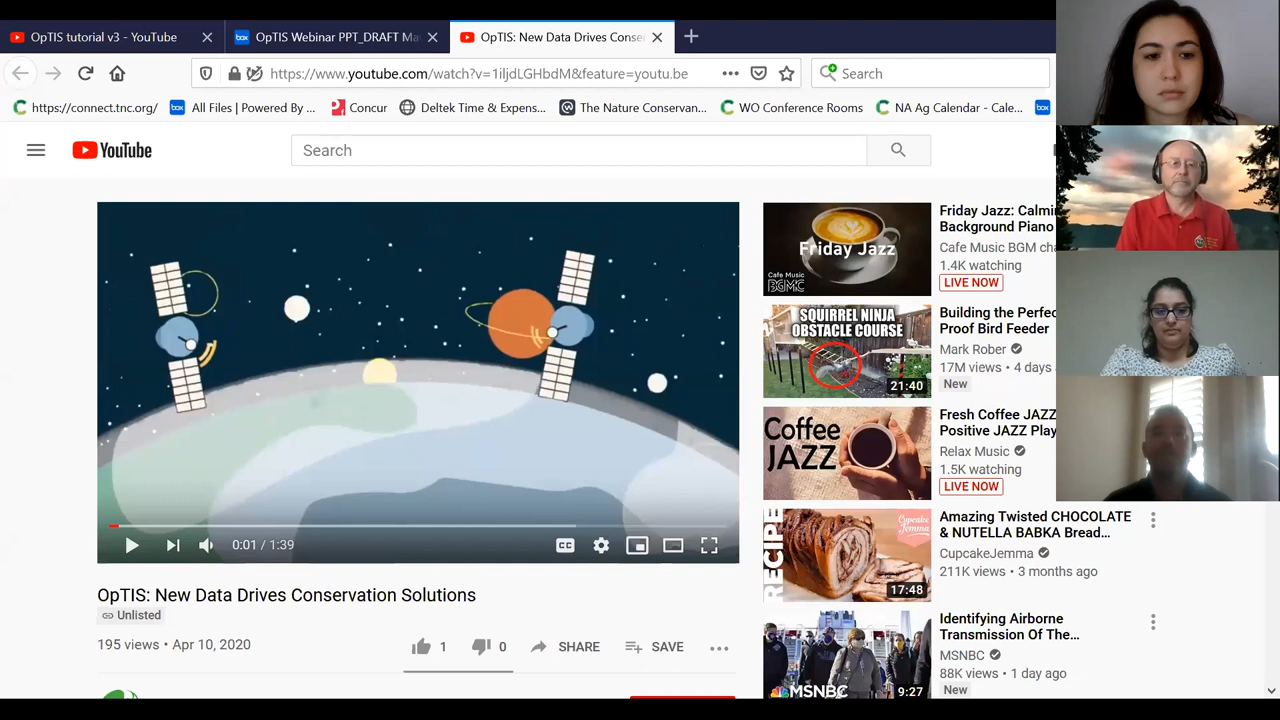 OpTIS tutorial v3 - YouTube
box OpTIS Webinar PPT_DRAFT Ma
OpTIS: New Data Drives Conse
https://www.youtube.com/watch?v=1iljdLGHbdM&feature=youtu.be
Search
https://connect.tnc.org/
box All Files | Powered By ...
Concur
Deltek Time & Expens...
The Nature Conservan...
WO Conference Rooms
NA Ag Calendar - Cale...
box
YouTube
Search
0:01 / 1:39
CC
OpTIS: New Data Drives Conservation Solutions
Unlisted
195 views • Apr 10, 2020
1
0
SHARE
SAVE
Friday Jazz
Cafe Music
BGMC
Friday Jazz: Calmi
Background Piano
Cafe Music BGM cha
1.4K watching
LIVE NOW
SQUIRREL NINJA
OBSTACLE COURSE
21:40
Building the Perfec
Proof Bird Feeder
Mark Rober
17M views • 4 days
New
Coffee
JAZZ
Fresh Coffee JAZZ
Positive JAZZ Play
Relax Music
1.5K watching
LIVE NOW
RECIPE
Cupcake
Jemma
17:48
Amazing Twisted CHOCOLATE
& NUTELLA BABKA Bread...
CupcakeJemma
211K views • 3 months ago
MSNBC
9:27
Identifying Airborne
Transmission Of The...
MSNBC
88K views • 1 day ago
New